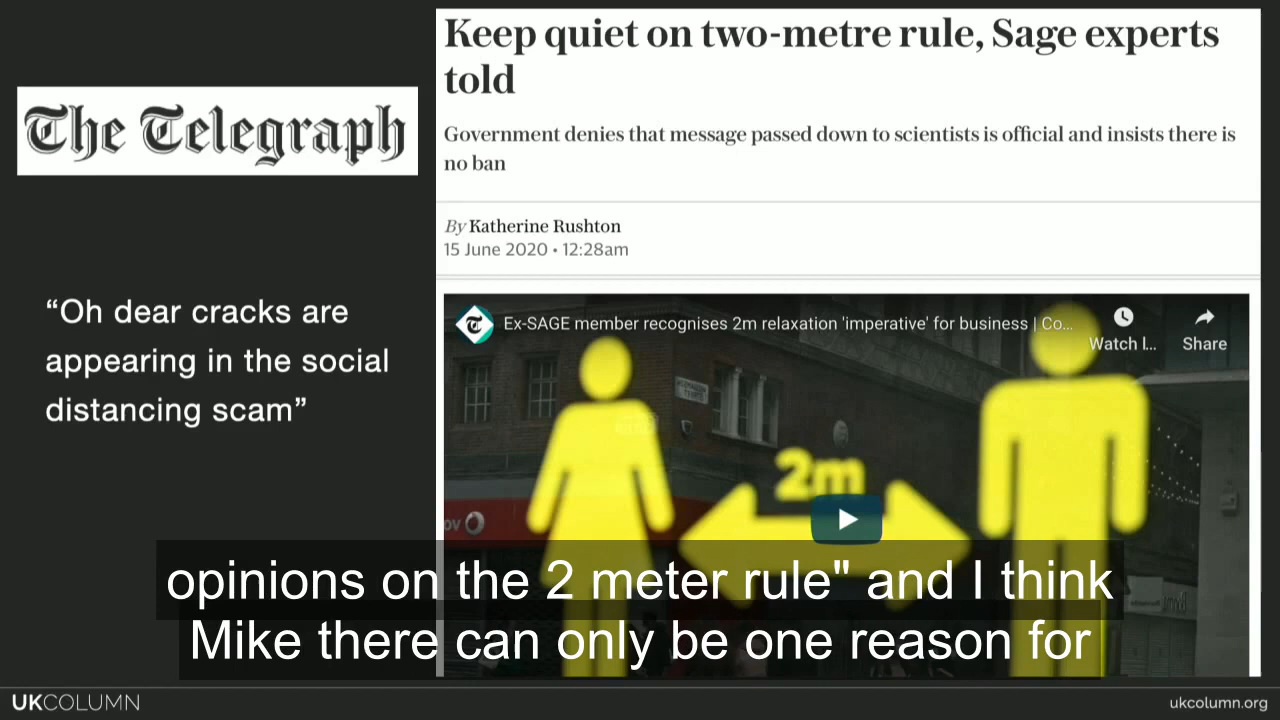 The Telegraph
“Oh dear cracks are
appearing in the social
distancing scam”
Keep quiet on two-metre rule, Sage experts
told
Government denies that message passed down to scientists is official and insists there is
no ban
By Katherine Rushton
15 June 2020 • 12:28am
Ex-SAGE member recognises 2m relaxation 'imperative' for business | Co...
Watch l...
Share
2m
opinions on the 2 meter rule" and I think
Mike there can only be one reason for
UKCOLUMN
ukcolumn.org